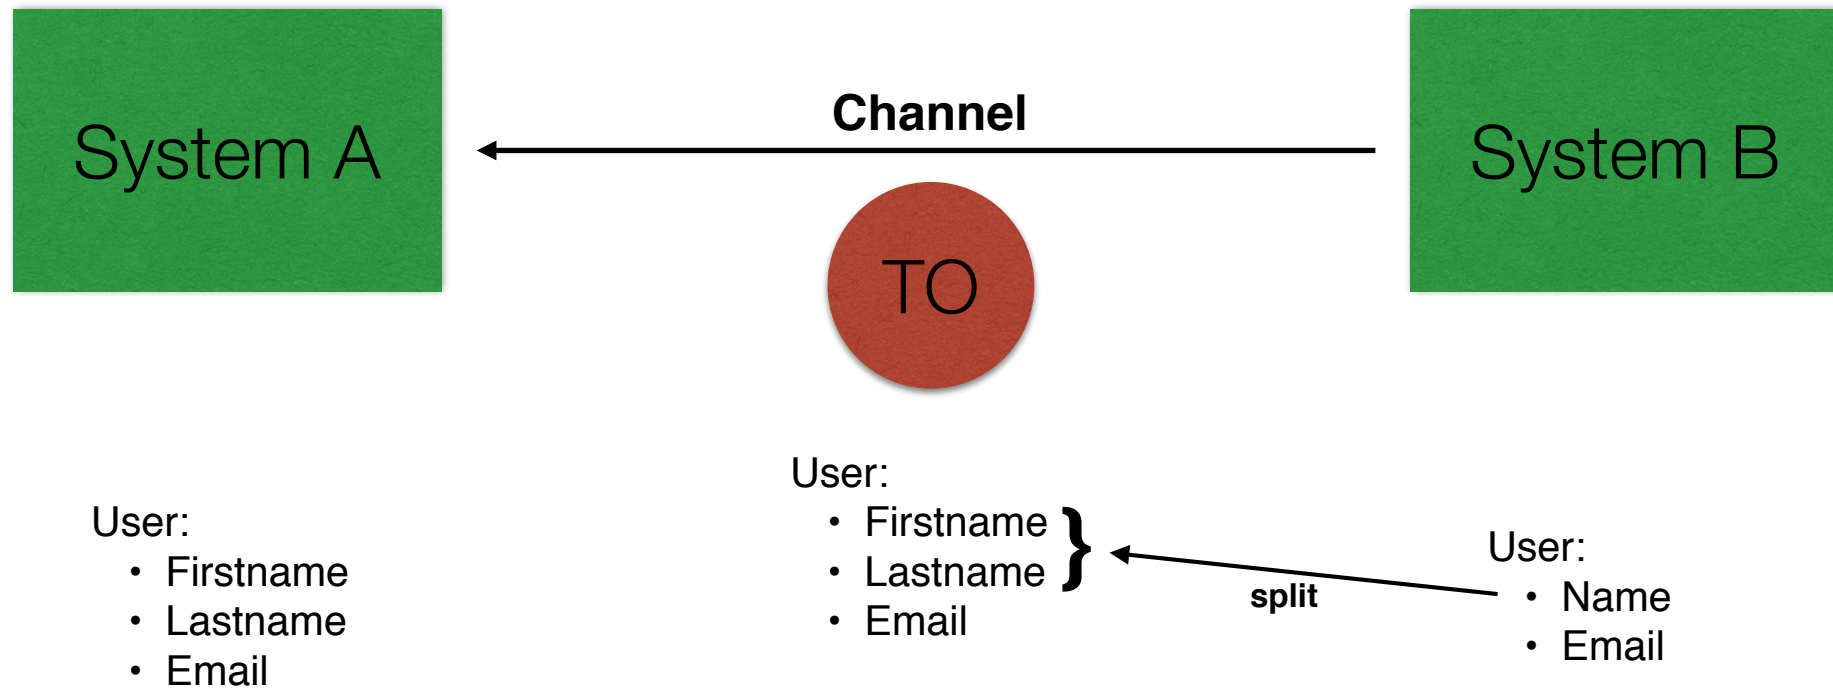 System A
Channel
System B
TO
User:
• Firstname
• Lastname
• Email
User:
• Firstname
• Lastname
• Email
}
split
User:
• Name
• Email